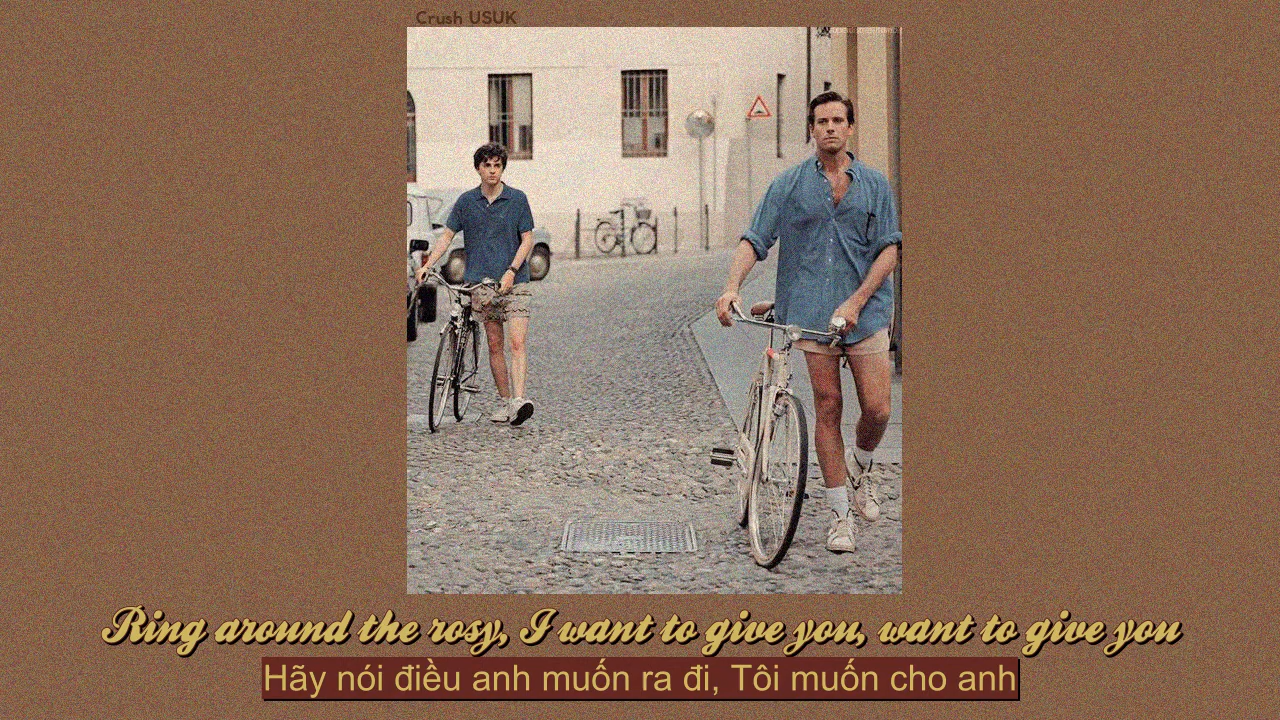 Crush USUK
Ring around the rosy, I want to give you, want to give you
Hãy nói điều anh muốn ra đi, Tôi muốn cho anh